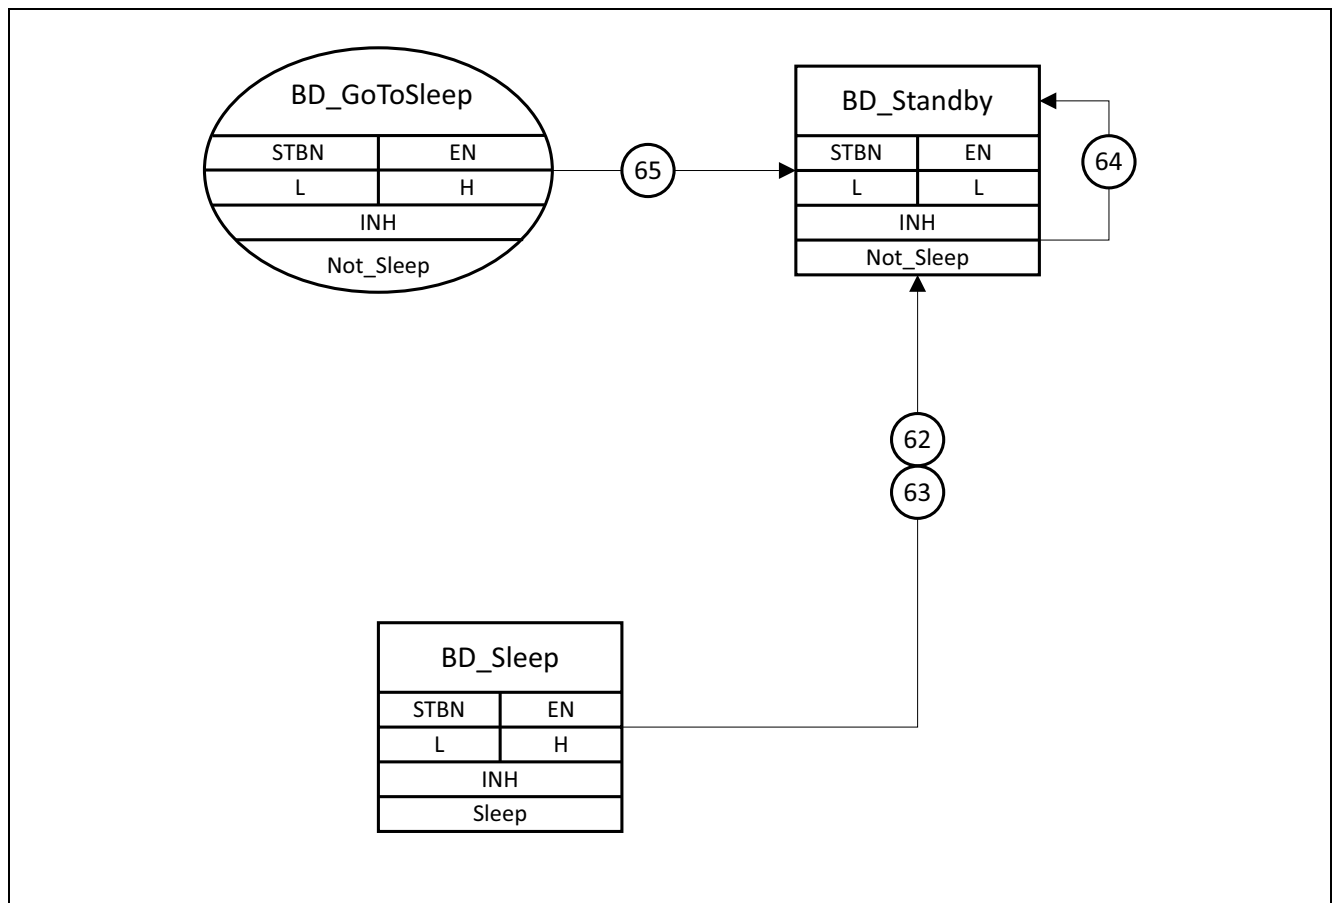 BD_GoToSleep
STBN EN
L H
INH
Not_Sleep
65
BD_Standby
STBN EN
L L
INH
Not_Sleep
64
62
63
BD_Sleep
STBN EN
L H
INH
Sleep